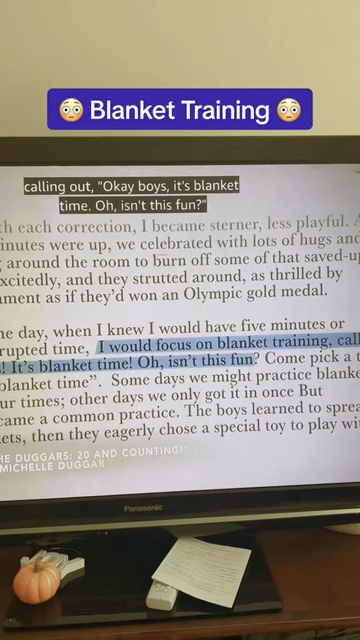 😳 Blanket Training 😳
calling out, "Okay boys, it's blanket
time. Oh, isn't this fun?"
th each correction, I became sterner, less playful.
minutes were up, we celebrated with lots of hugs and
around the room to burn off some of that saved-up
excitedly, and they strutted around, as thrilled by
ment as if they'd won an Olympic gold medal.
me day, when I knew I would have five minutes or
rupted time, I would focus on blanket training, call
! It's blanket time! Oh, isn't this fun? Come pick a t
blanket time". Some days we might practice blanke
ur times; other days we only got it in once But
came a common practice. The boys learned to sprea
ets, then they eagerly chose a special toy to play wit
HE DUGGARS: 20 AND COUNTING!"
MICHELLE DUGGAR
Panasonic